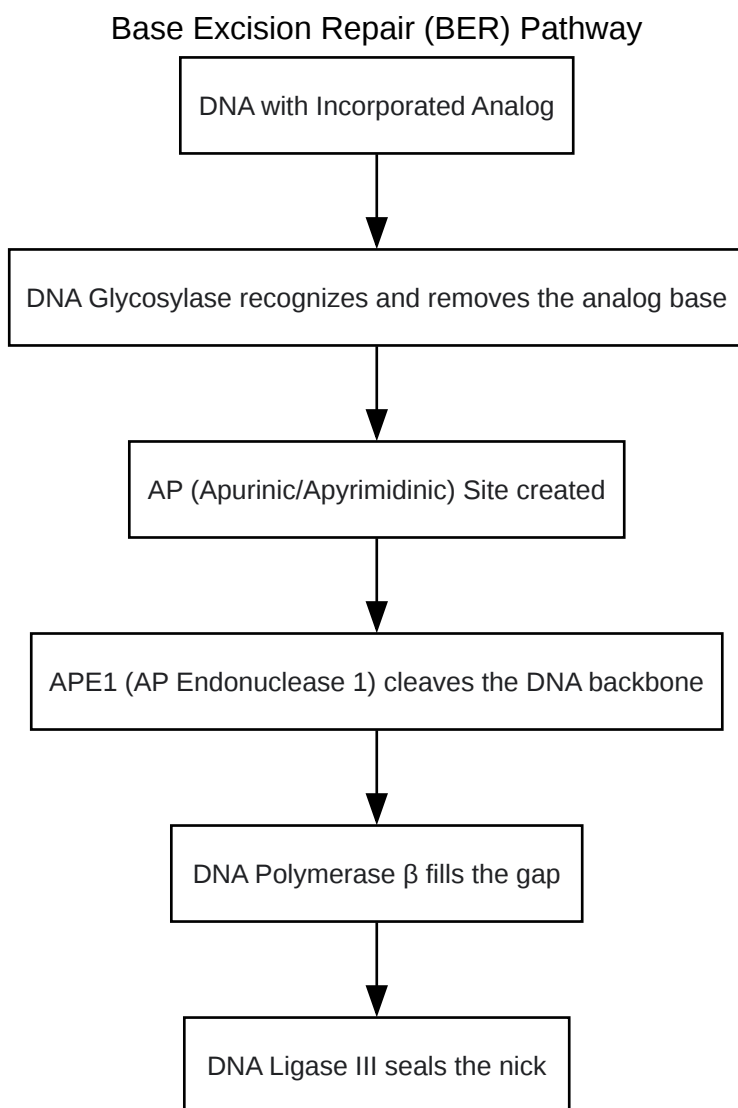 Base Excision Repair (BER) Pathway
DNA with Incorporated Analog
DNA Glycosylase recognizes and removes the analog base
AP (Apurinic/Apyrimidinic) Site created
APE1 (AP Endonuclease 1) cleaves the DNA backbone
DNA Polymerase β fills the gap
DNA Ligase III seals the nick